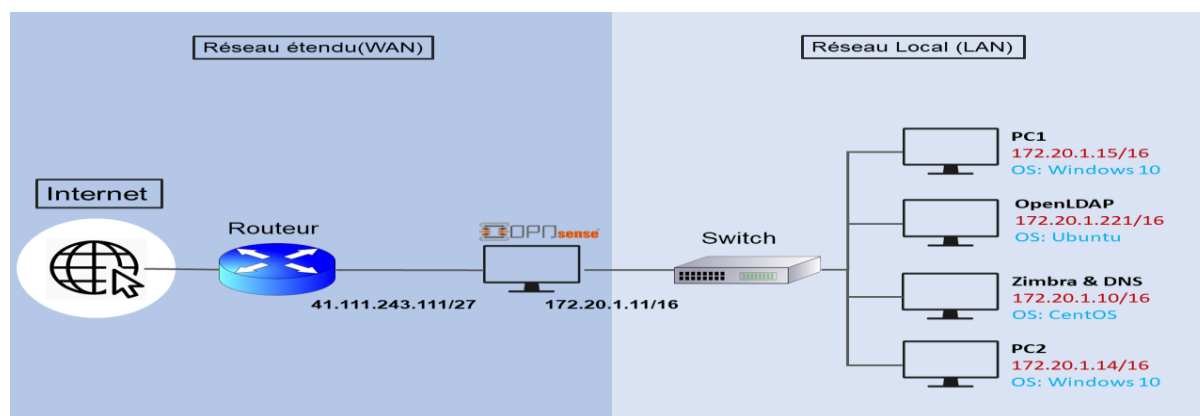 Réseau étendu(WAN)
Réseau Local (LAN)
Internet
Routeur
OPNsense
Switch
41.111.243.111/27
172.20.1.11/16
PC1
172.20.1.15/16
OS: Windows 10
OpenLDAP
172.20.1.221/16
OS: Ubuntu
Zimbra & DNS
172.20.1.10/16
OS: CentOS
PC2
172.20.1.14/16
OS: Windows 10